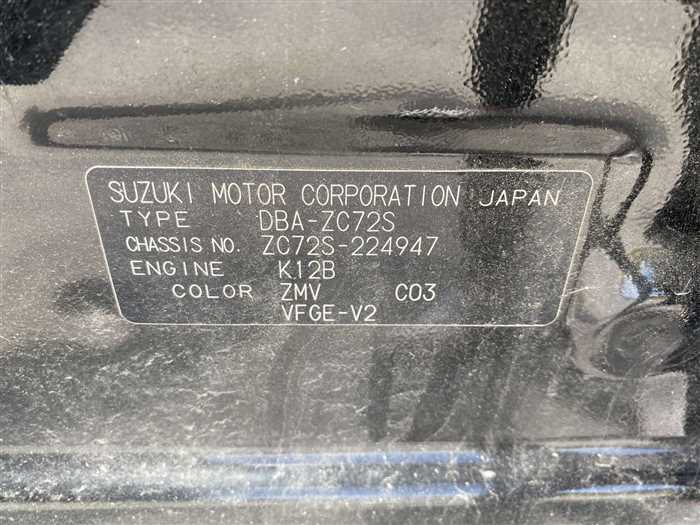 SUZUKI MOTOR CORPORATION JAPAN
TYPE DBA-ZC72S
CHASSIS NO. ZC72S-224947
ENGINE K12B
COLOR ZMV C03
VFGE-V2